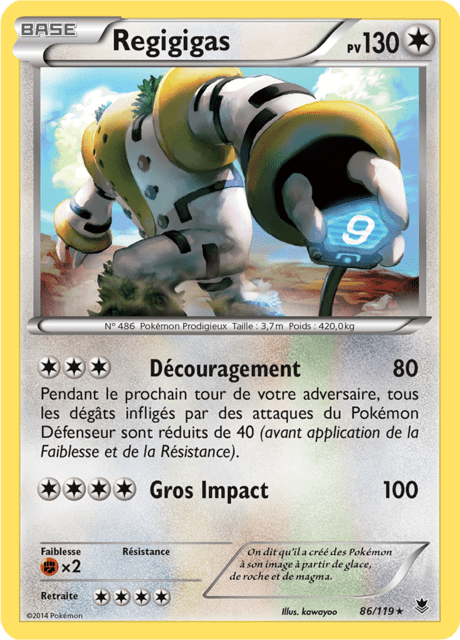 BASE
Regigigas
PV 130
9
N° 486 Pokémon Prodigieux Taille : 3,7m Poids : 420,0kg
Découragement 80
Pendant le prochain tour de votre adversaire, tous
les dégâts infligés par des attaques du Pokémon
Défenseur sont réduits de 40 (avant application de la
Faiblesse et de la Résistance).
Gros Impact 100
Faiblesse Résistance
×2
On dit qu'il a créé des Pokémon
à son image à partir de glace,
de roche et de magma.
Retraite
©2014 Pokémon
Illus. kawayoo
86/119★